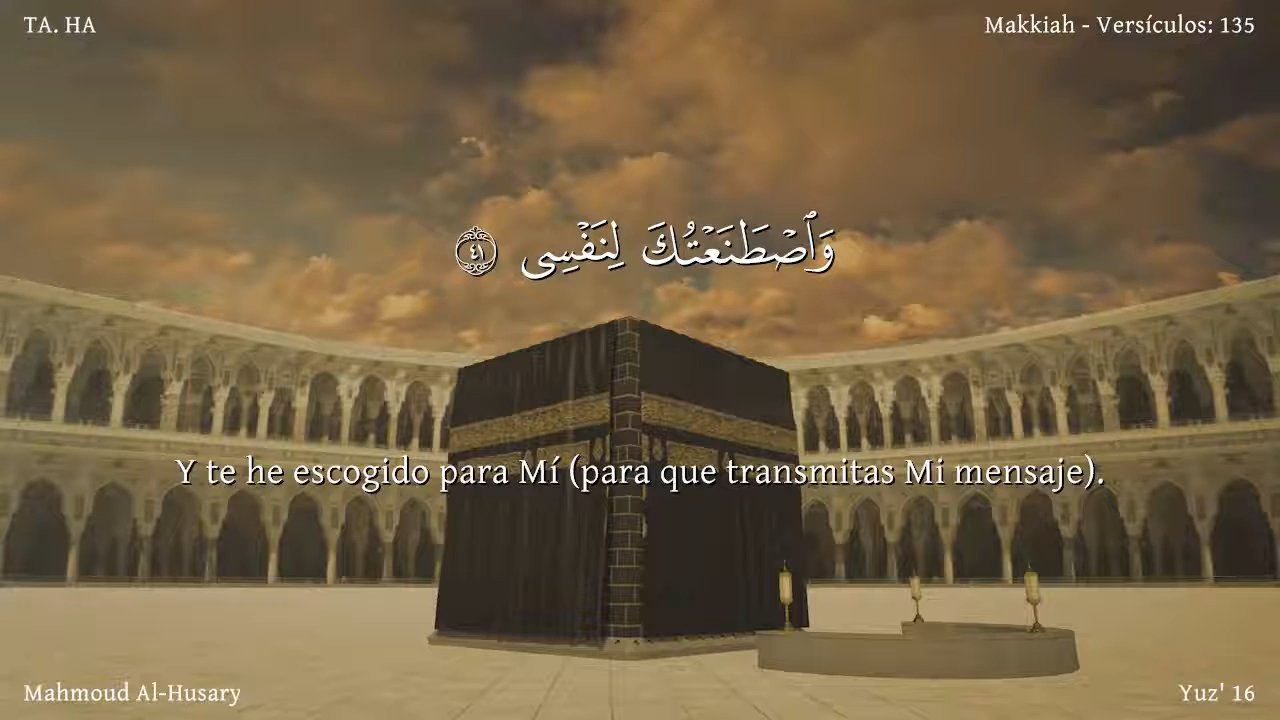 TA. HA
Makkiah - Versículos: 135
وَٱصْطَنَعْتُكَ لِنَفْسِى ٤١
Y te he escogido para Mí (para que transmitas Mi mensaje).
Mahmoud Al-Husary
Yuz' 16